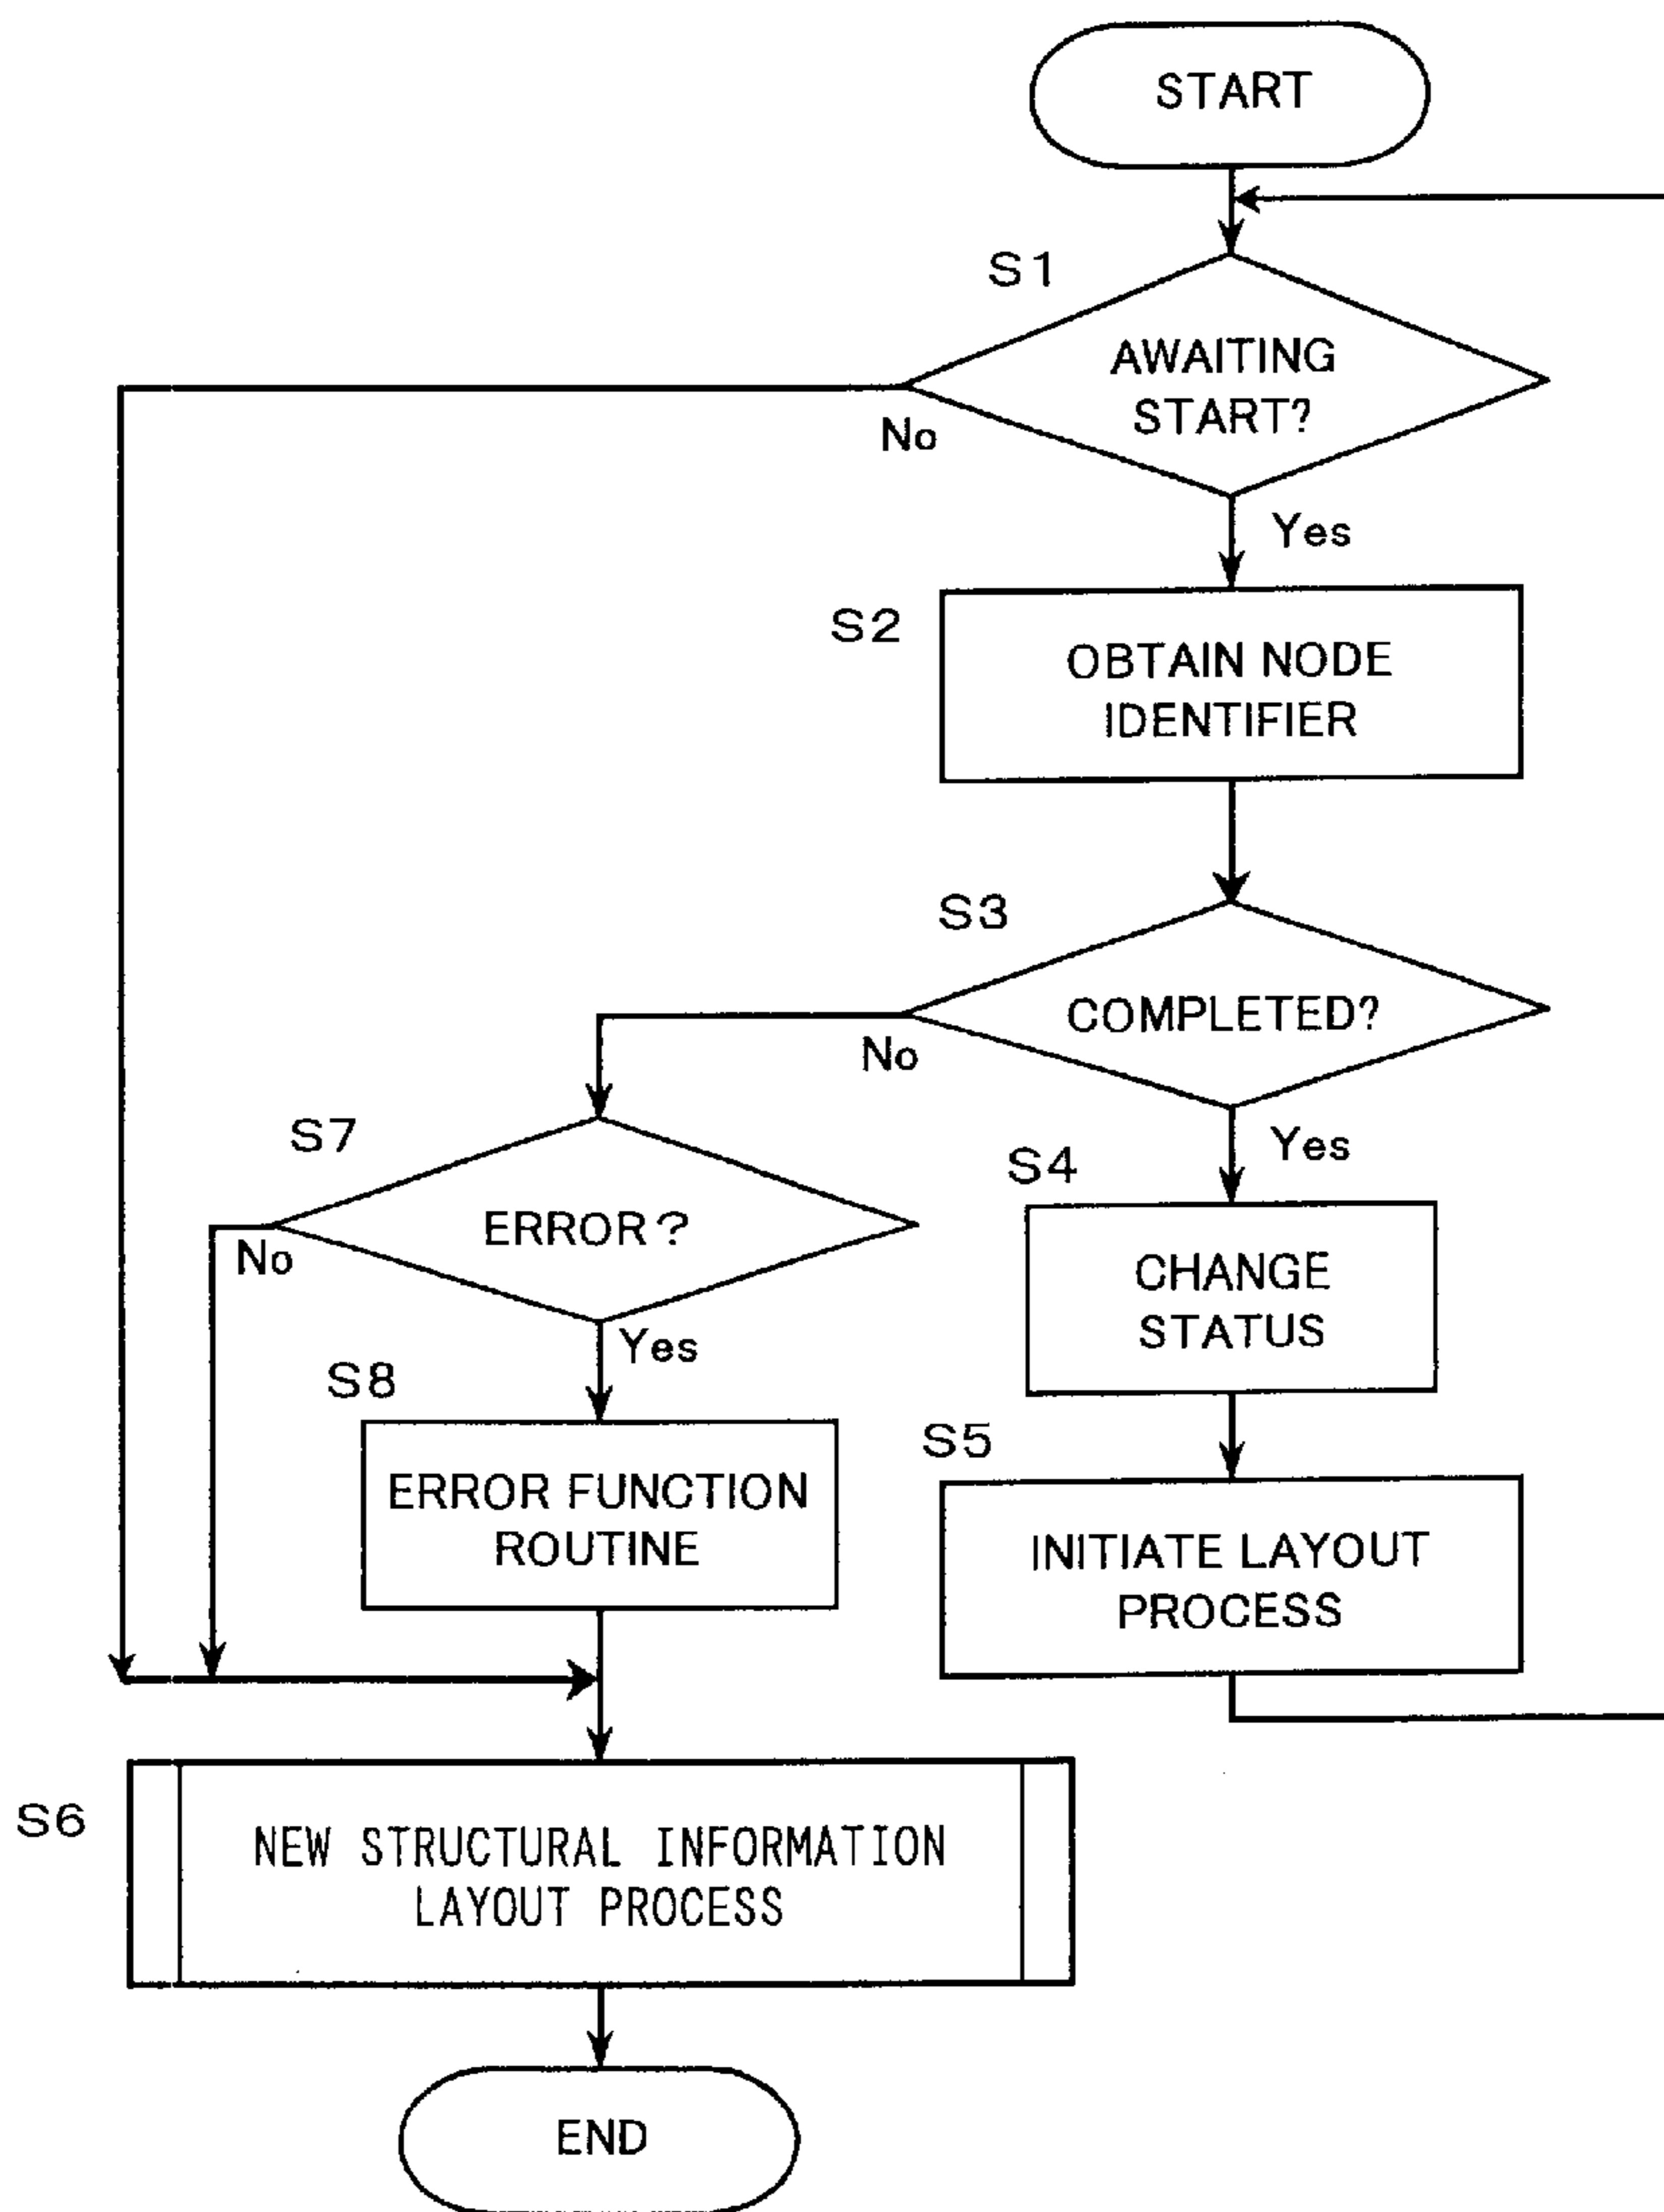 START
S1
AWAITING
START?
No
Yes
S2
OBTAIN NODE
IDENTIFIER
S3
COMPLETED?
No
Yes
S7
ERROR?
No
Yes
S4
CHANGE
STATUS
S8
ERROR FUNCTION
ROUTINE
S5
INITIATE LAYOUT
PROCESS
S6
NEW STRUCTURAL INFORMATION
LAYOUT PROCESS
END